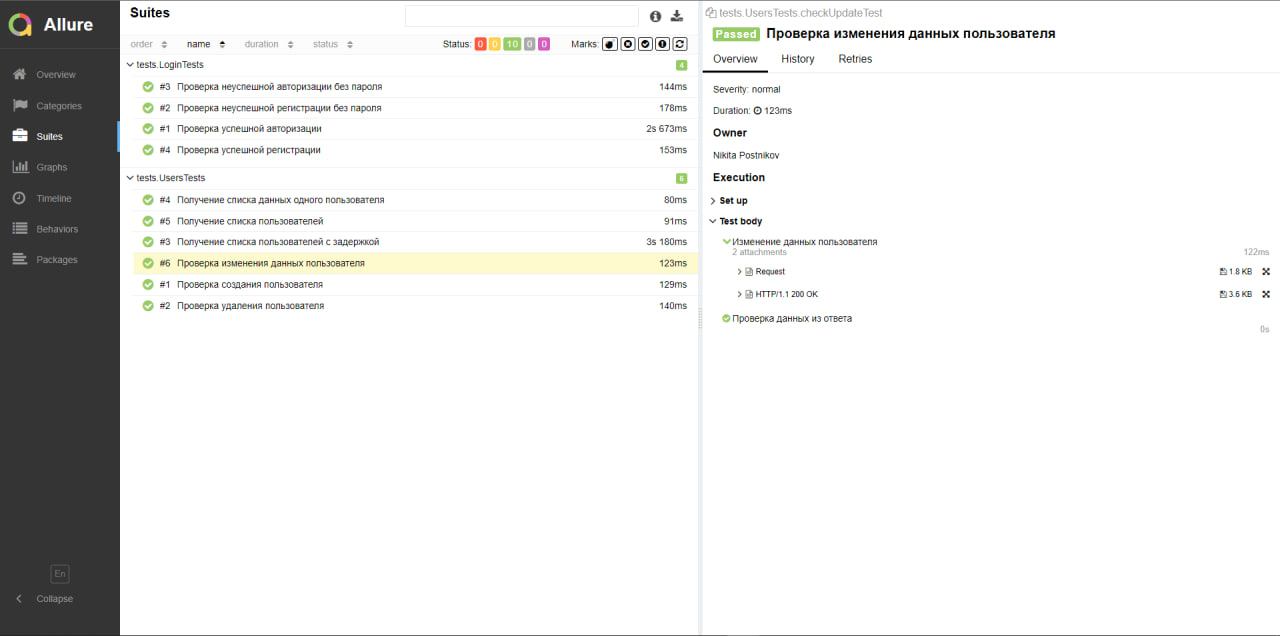 Allure
Overview
Categories
Suites
Graphs
Timeline
Behaviors
Packages
En
Collapse
Suites
order name duration status Status: 0 0 10 0 0 Marks:
tests.LoginTests 4
#3 Проверка неуспешной авторизации без пароля 144ms
#2 Проверка неуспешной регистрации без пароля 178ms
#1 Проверка успешной авторизации 2s 673ms
#4 Проверка успешной регистрации 153ms
tests.UsersTests 6
#4 Получение списка данных одного пользователя 80ms
#5 Получение списка пользователей 91ms
#3 Получение списка пользователей с задержкой 3s 180ms
#6 Проверка изменения данных пользователя 123ms
#1 Проверка создания пользователя 129ms
#2 Проверка удаления пользователя 140ms
tests.UsersTests.checkUpdateTest
Passed Проверка изменения данных пользователя
Overview History Retries
Severity: normal
Duration: 123ms
Owner
Nikita Postnikov
Execution
Set up
Test body
Изменение данных пользователя
2 attachments 122ms
Request 1.8 KB
HTTP/1.1 200 OK 3.6 KB
Проверка данных из ответа
0s